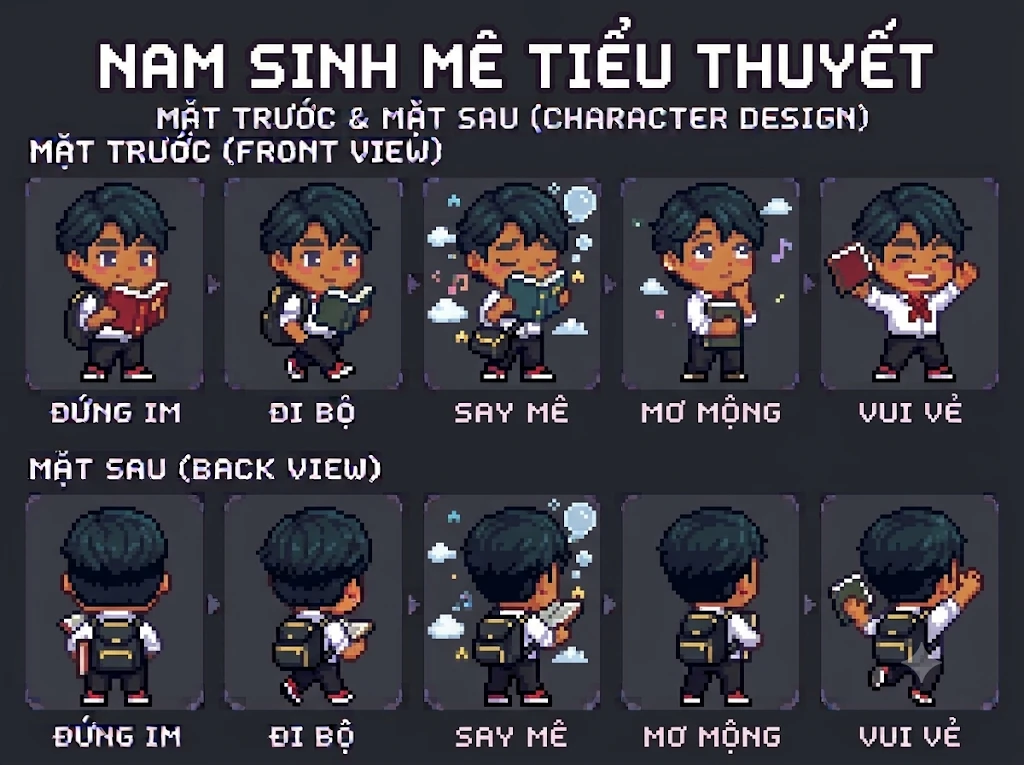 NAM SINH MÊ TIỂU THUYẾT
MẶT TRƯỚC & MẶT SAU (CHARACTER DESIGN)
MẶT TRƯỚC (FRONT VIEW)
ĐỨNG IM ĐI BỘ SAY MÊ MƠ MỘNG VUI VẺ
MẶT SAU (BACK VIEW)
ĐỨNG IM ĐI BỘ SAY MÊ MƠ MỘNG VUI VẺ